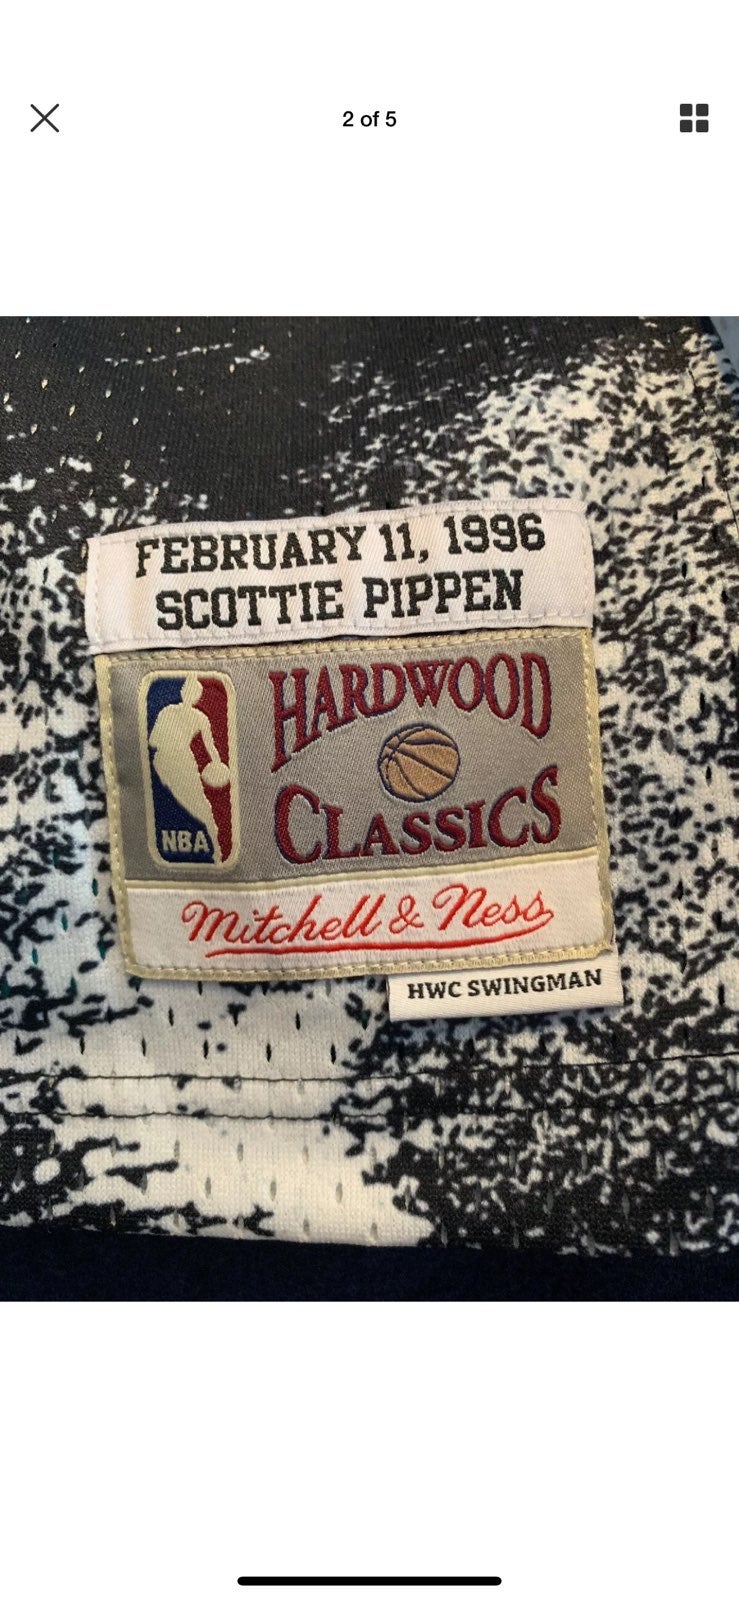 2 of 5
FEBRUARY 11, 1996
SCOTTIE PIPPEN
HARDWOOD
CLASSICS
NBA
Mitchell & Ness
HWC SWINGMAN